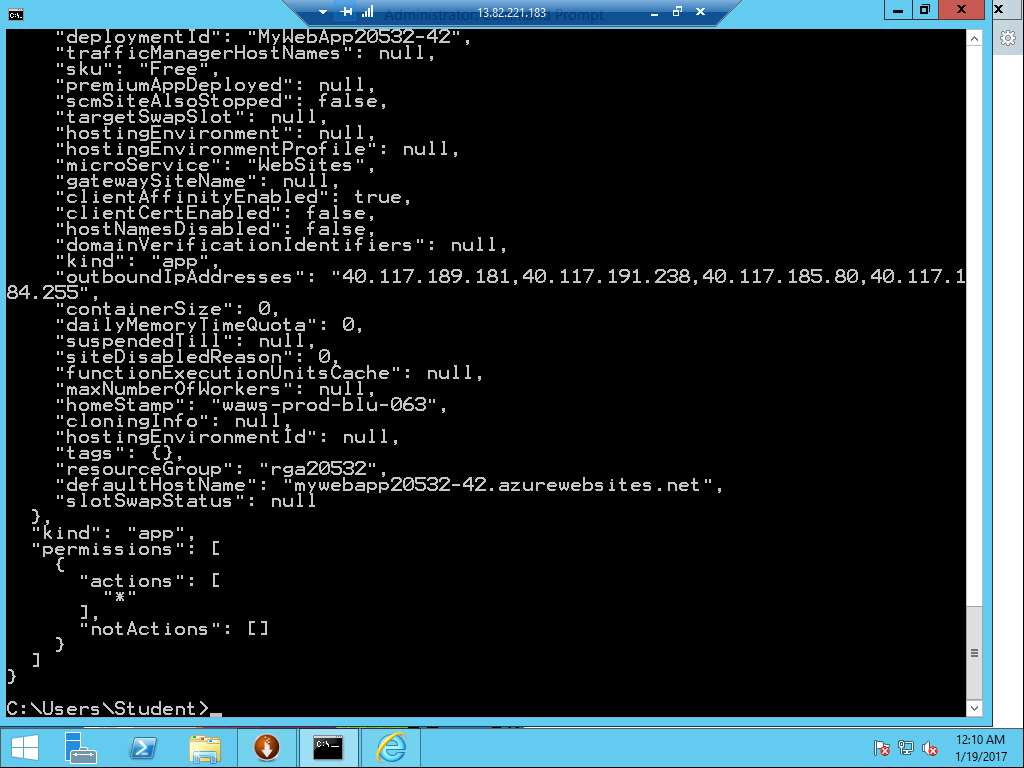 Administrator: Prompt
13.82.221.183
"deploymentId": "MyWebApp20532-42",
"trafficManagerHostNames": null,
"sku": "Free",
"premiumAppDeployed": null,
"scmSiteAlsoStopped": false,
"targetSwapSlot": null,
"hostingEnvironment": null,
"hostingEnvironmentProfile": null,
"microService": "WebSites",
"gatewaySiteName": null,
"clientAffinityEnabled": true,
"clientCertEnabled": false,
"hostNamesDisabled": false,
"domainVerificationIdentifiers": null,
"kind": "app",
"outboundIpAddresses": "40.117.189.181,40.117.191.238,40.117.185.80,40.117.1
84.255",
"containerSize": 0,
"dailyMemoryTimeQuota": 0,
"suspendedTill": null,
"siteDisabledReason": 0,
"functionExecutionUnitsCache": null,
"maxNumberOfWorkers": null,
"homeStamp": "waws-prod-blu-063",
"cloningInfo": null,
"hostingEnvironmentId": null,
"tags": {},
"resourceGroup": "rga20532",
"defaultHostName": "mywebapp20532-42.azurewebsites.net",
"slotSwapStatus": null
},
"kind": "app",
"permissions": [
{
"actions": [
"*"
],
"notActions": []
}
]
}
C:\Users\Student>_
12:10 AM
1/19/2017